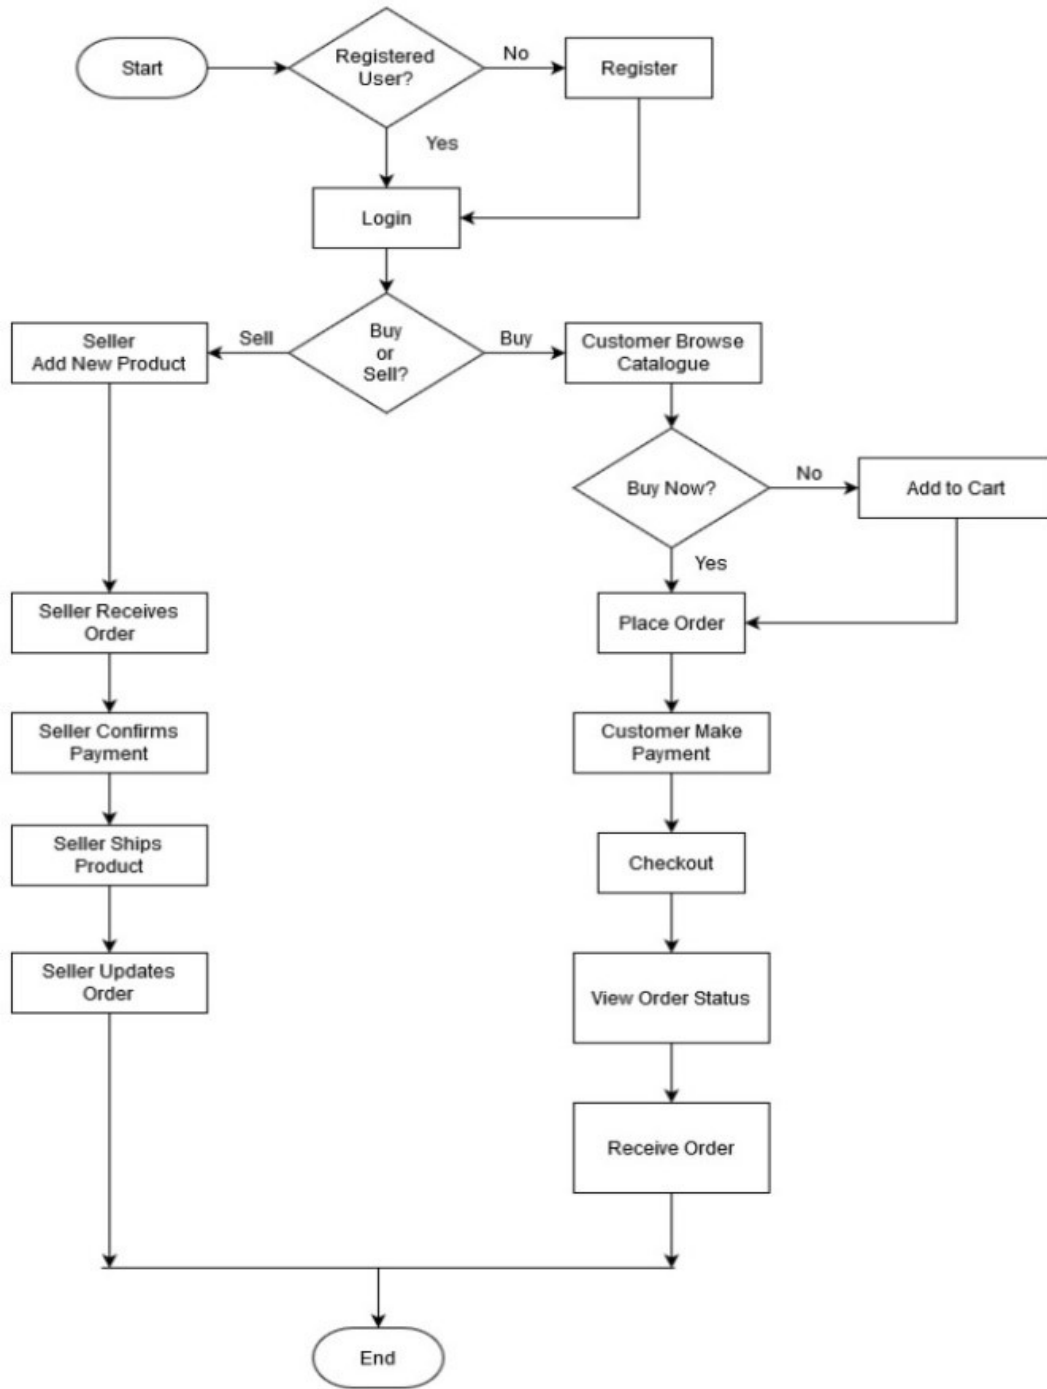 Start
Registered
User?
No
Register
Yes
Login
Seller
Add New Product
Sell
Buy
or
Sell?
Buy
Customer Browse
Catalogue
Buy Now?
No
Add to Cart
Yes
Seller Receives
Order
Place Order
Seller Confirms
Payment
Customer Make
Payment
Seller Ships
Product
Checkout
Seller Updates
Order
View Order Status
Receive Order
End